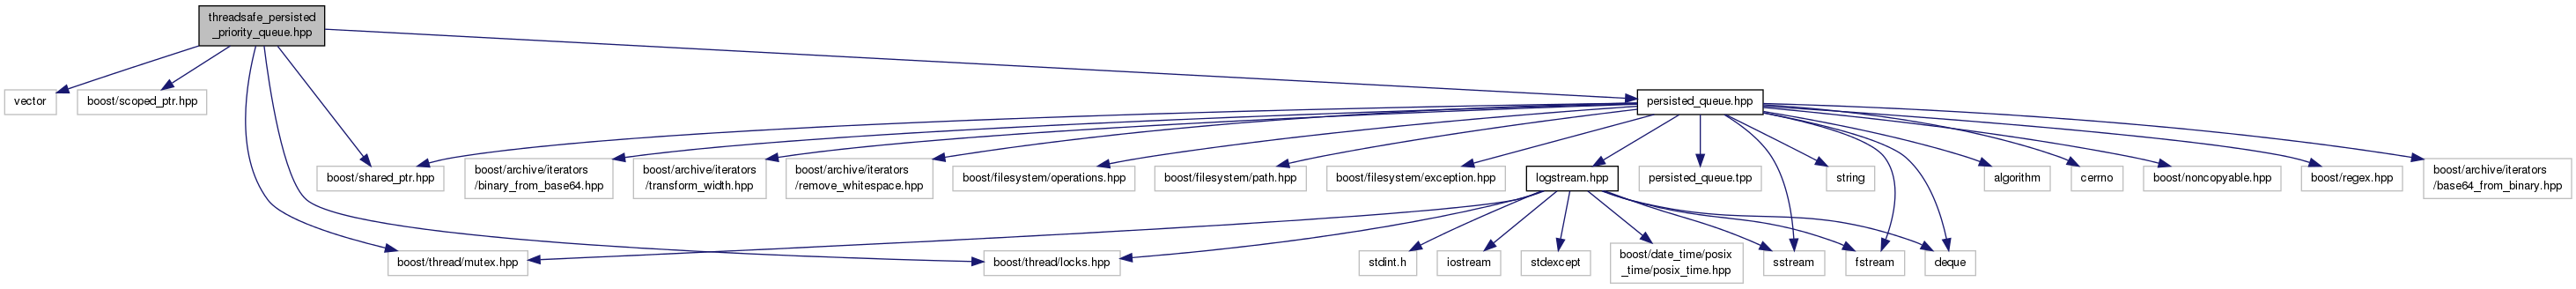 threadsafe_persisted
_priority_queue.hpp
vector
boost/scoped_ptr.hpp
persisted_queue.hpp
boost/shared_ptr.hpp
boost/archive/iterators
/binary_from_base64.hpp
boost/archive/iterators
/transform_width.hpp
boost/archive/iterators
/remove_whitespace.hpp
boost/filesystem/operations.hpp
boost/filesystem/path.hpp
boost/filesystem/exception.hpp
logstream.hpp
persisted_queue.tpp
string
algorithm
cerrno
boost/noncopyable.hpp
boost/regex.hpp
boost/archive/iterators
/base64_from_binary.hpp
boost/thread/mutex.hpp
boost/thread/locks.hpp
stdint.h
iostream
stdexcept
boost/date_time/posix
_time/posix_time.hpp
sstream
fstream
deque